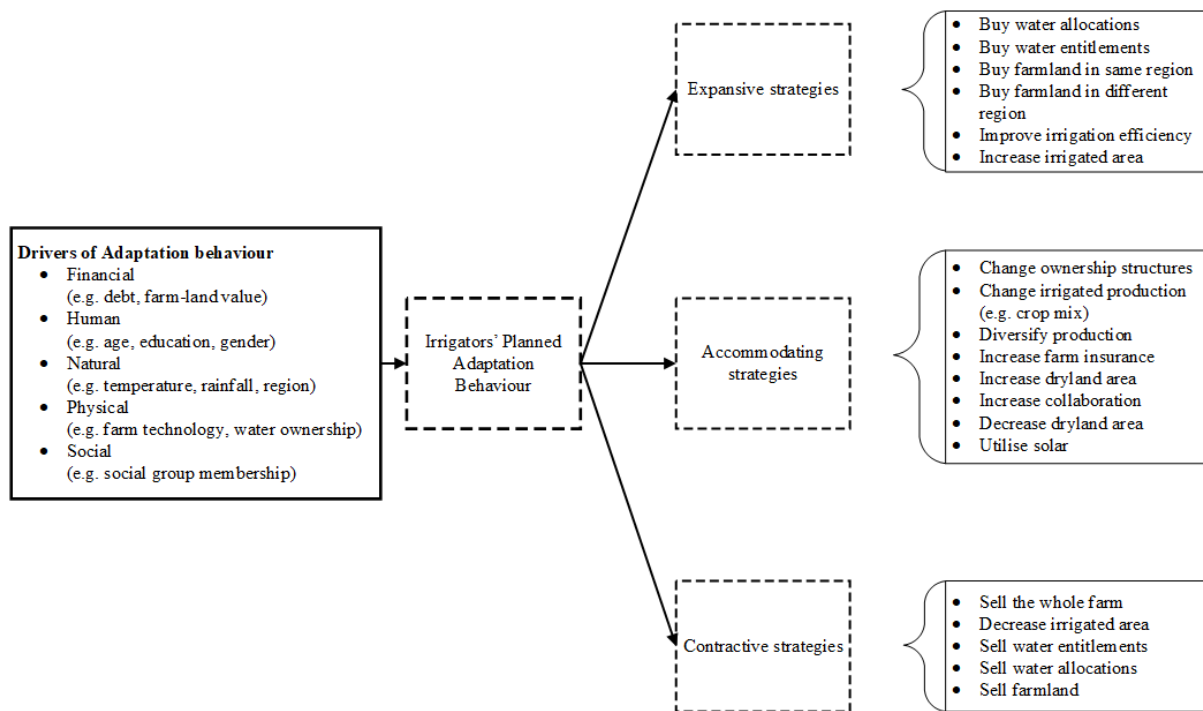 Drivers of Adaptation behaviour
• Financial
(e.g. debt, farm-land value)
• Human
(e.g. age, education, gender)
• Natural
(e.g. temperature, rainfall, region)
• Physical
(e.g. farm technology, water ownership)
• Social
(e.g. social group membership)
Irrigators' Planned
Adaptation
Behaviour
Expansive strategies
• Buy water allocations
• Buy water entitlements
• Buy farmland in same region
• Buy farmland in different
region
• Improve irrigation efficiency
• Increase irrigated area
Accommodating
strategies
• Change ownership structures
• Change irrigated production
(e.g. crop mix)
• Diversify production
• Increase farm insurance
• Increase dryland area
• Increase collaboration
• Decrease dryland area
• Utilise solar
Contractive strategies
• Sell the whole farm
• Decrease irrigated area
• Sell water entitlements
• Sell water allocations
• Sell farmland